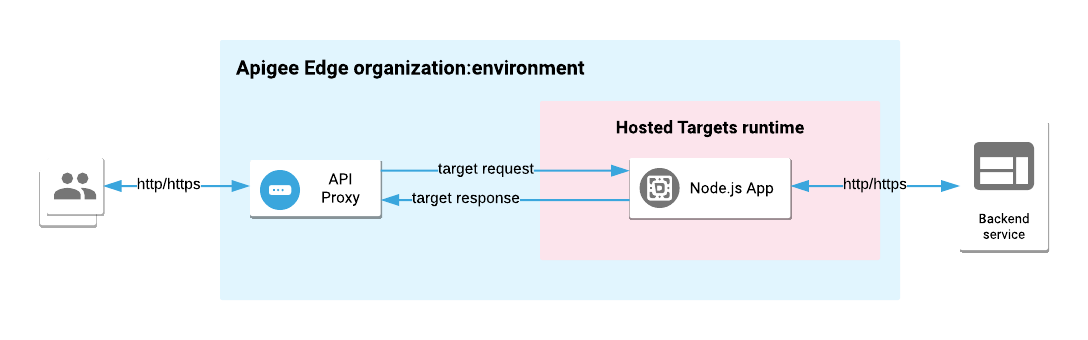 Apigee Edge organization:environment
Hosted Targets runtime
http/https
API
Proxy
target request
target response
Node.js App
http/https
Backend
service